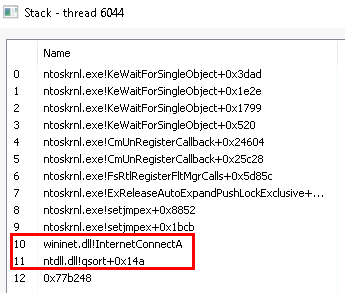 Stack - thread 6044
Name
0 ntoskrnl.exe!KeWaitForSingleObject+0x3dad
1 ntoskrnl.exe!KeWaitForSingleObject+0x1e2e
2 ntoskrnl.exe!KeWaitForSingleObject+0x1799
3 ntoskrnl.exe!KeWaitForSingleObject+0x520
4 ntoskrnl.exe!CmUnRegisterCallback+0x24604
5 ntoskrnl.exe!CmUnRegisterCallback+0x25c28
6 ntoskrnl.exe!FsRtlRegisterFltMgrCalls+0x5d85c
7 ntoskrnl.exe!ExReleaseAutoExpandPushLockExclusive+...
8 ntoskrnl.exe!setjmpex+0x8852
9 ntoskrnl.exe!setjmpex+0x1bcb
10 wininet.dll!InternetConnectA
11 ntdll.dll!qsort+0x14a
12 0x77b248